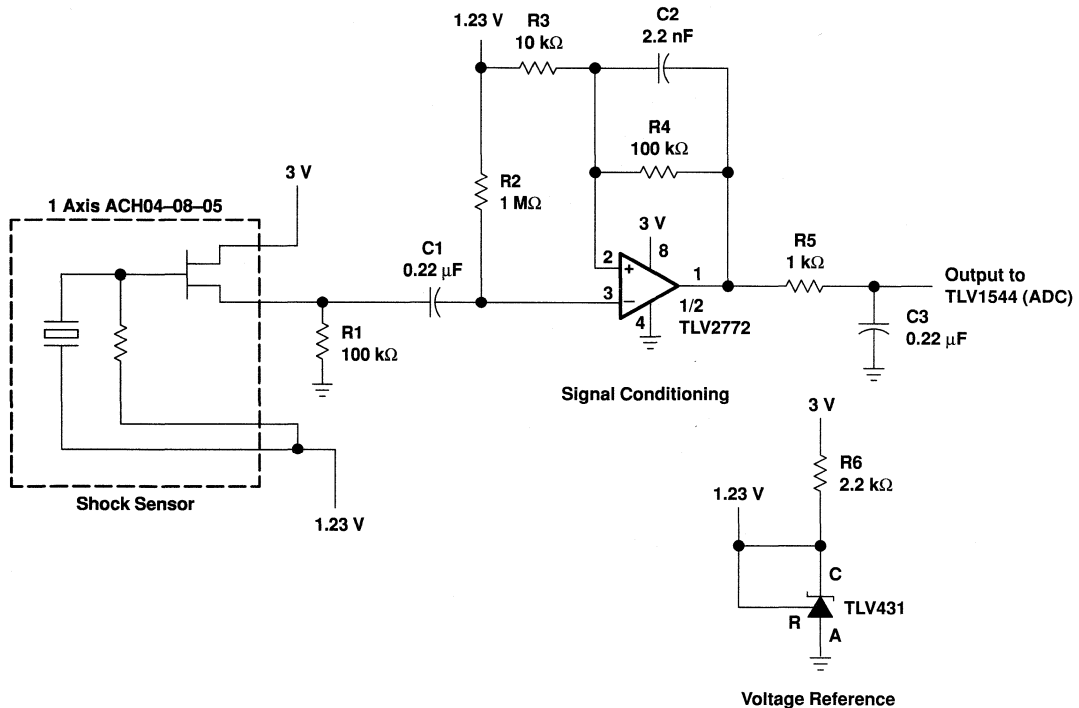 1.23 V
R3
10 kΩ
C2
2.2 nF
R4
100 kΩ
3 V
1 Axis ACH04–08–05
R2
1 MΩ
C1
0.22 μF
3 V
8
2
+
3
–
1
4
1/2
TLV2772
R5
1 kΩ
Output to
TLV1544 (ADC)
C3
0.22 μF
R1
100 kΩ
Signal Conditioning
Shock Sensor
1.23 V
3 V
R6
2.2 kΩ
1.23 V
C
TLV431
R
A
Voltage Reference